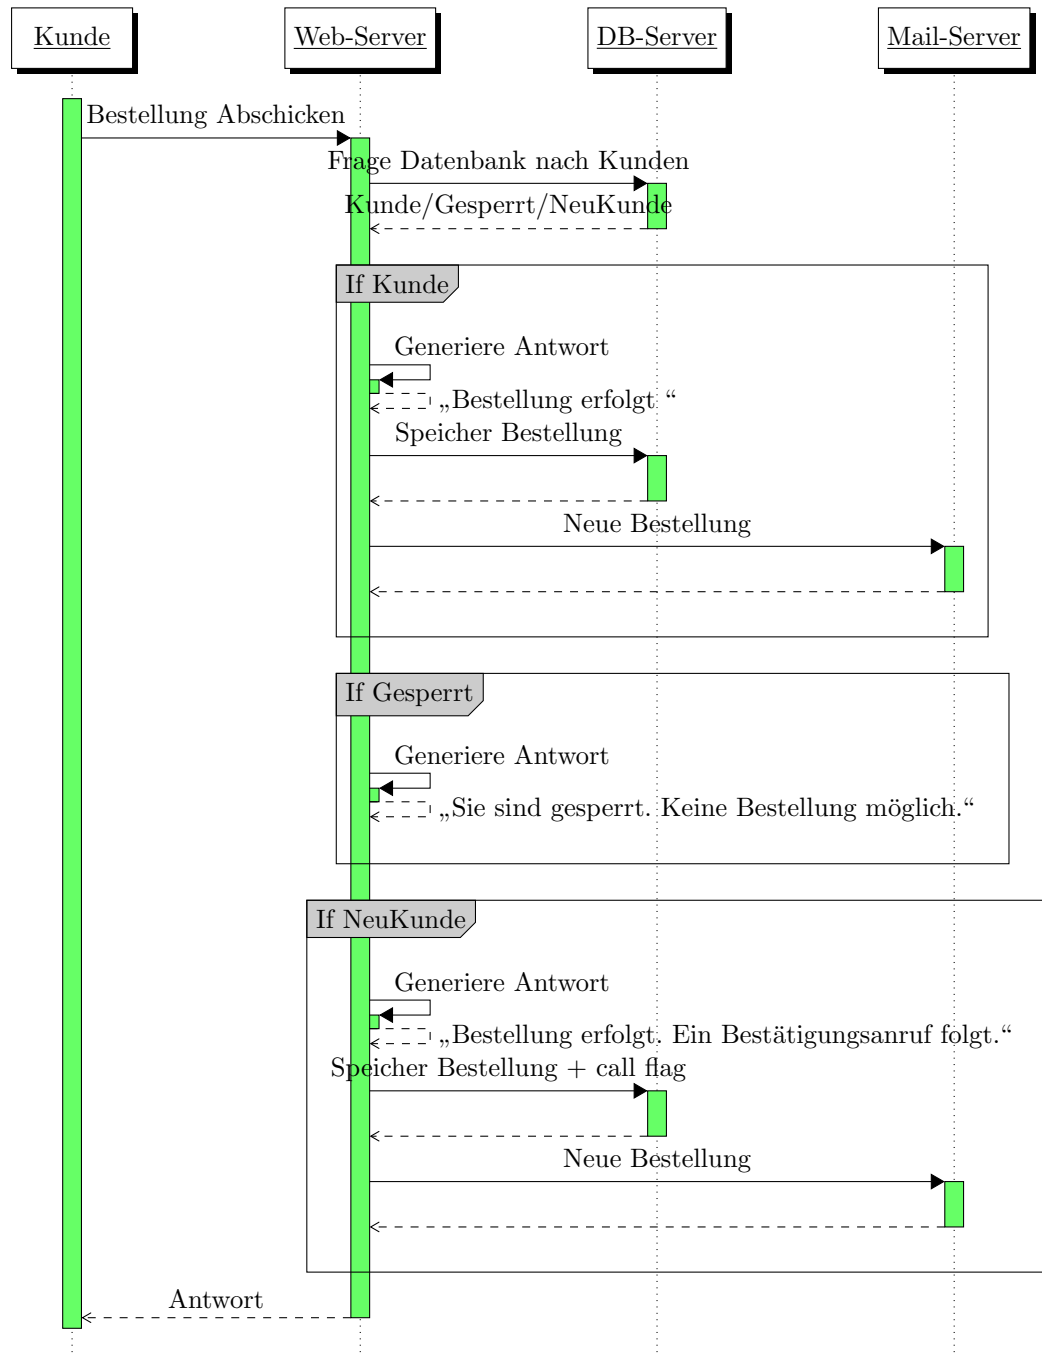 Kunde
Web-Server
DB-Server
Mail-Server
Bestellung Abschicken
Frage Datenbank nach Kunden
Kunde/Gesperrt/NeuKunde
If Kunde
Generiere Antwort
„Bestellung erfolgt “
Speicher Bestellung
Neue Bestellung
If Gesperrt
Generiere Antwort
„Sie sind gesperrt. Keine Bestellung möglich.“
If NeuKunde
Generiere Antwort
„Bestellung erfolgt. Ein Bestätigungsanruf folgt.“
Speicher Bestellung + call flag
Neue Bestellung
Antwort